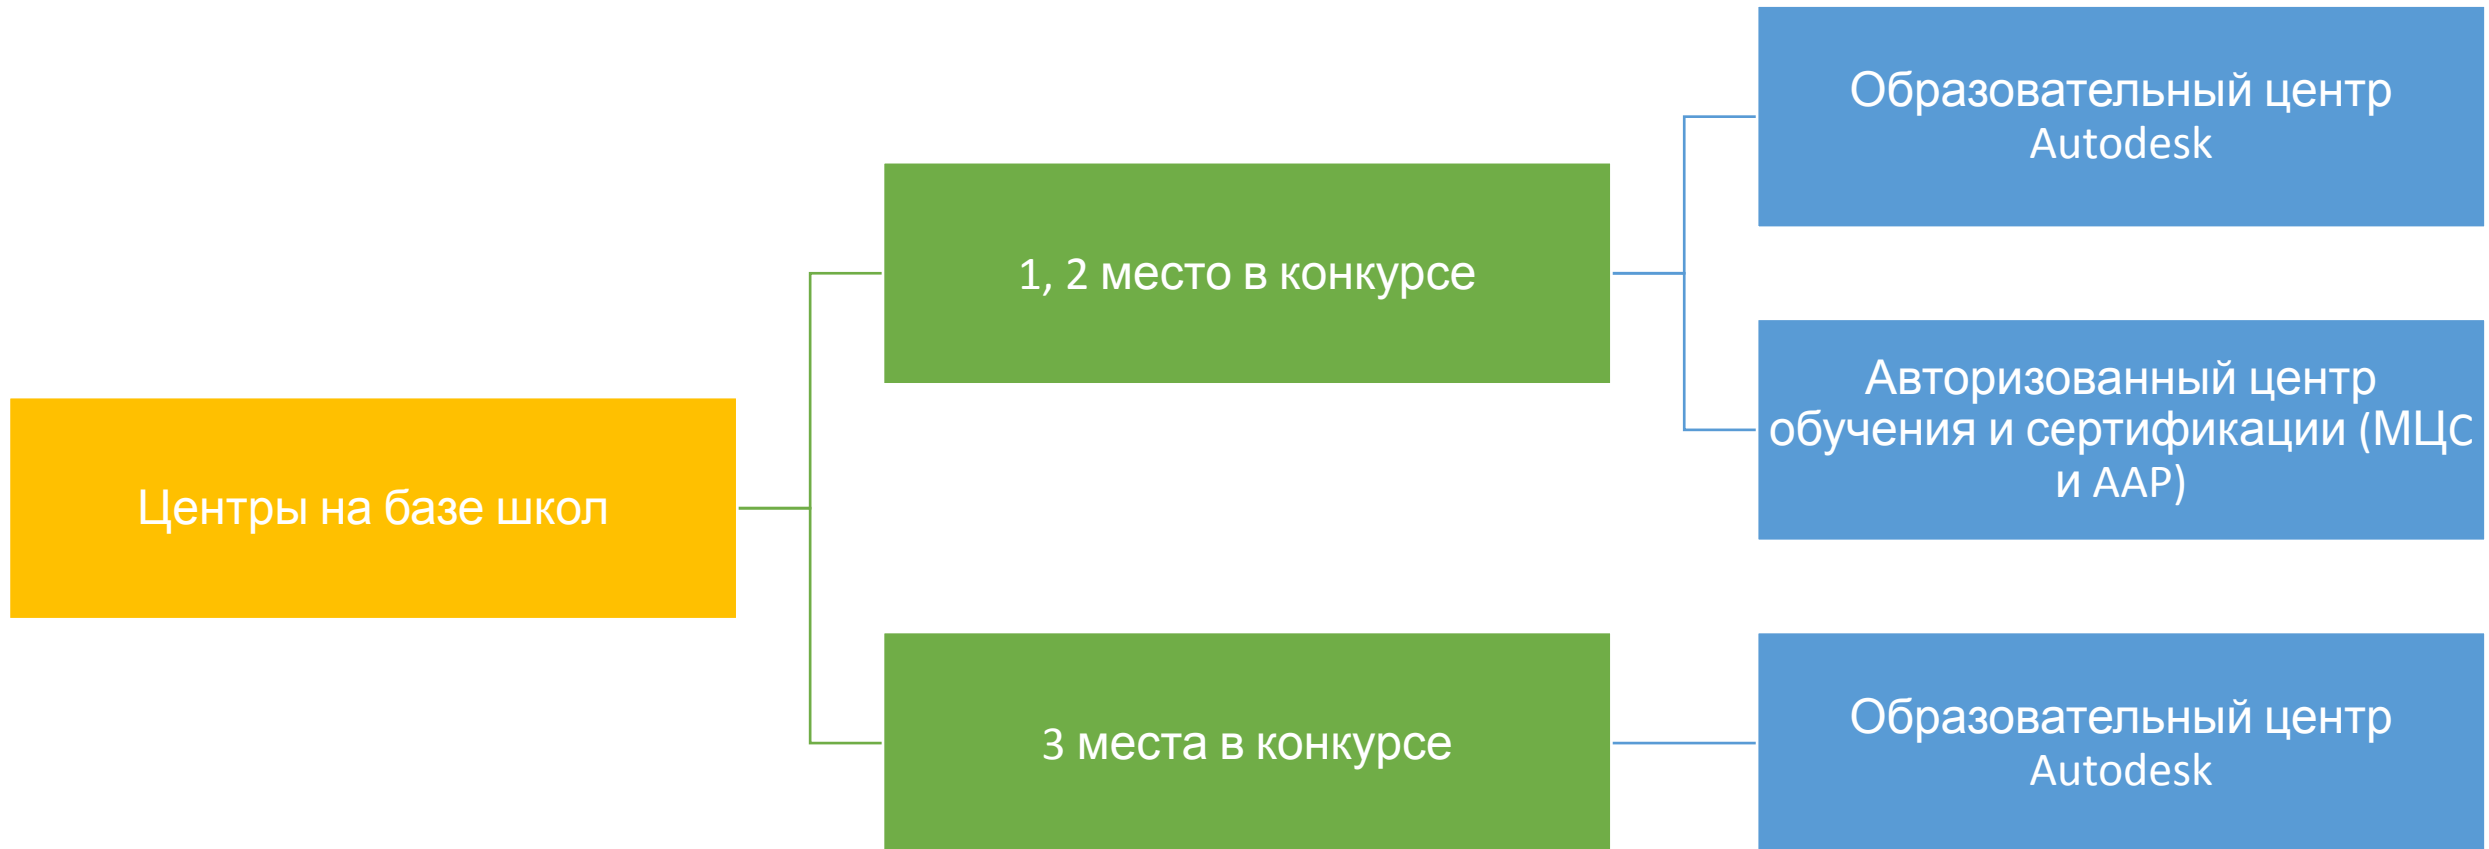 Центры на базе школ
1, 2 место в конкурсе
Образовательный центр
Autodesk
Авторизованный центр
обучения и сертификации (МЦС
и ААР)
3 места в конкурсе
Образовательный центр
Autodesk